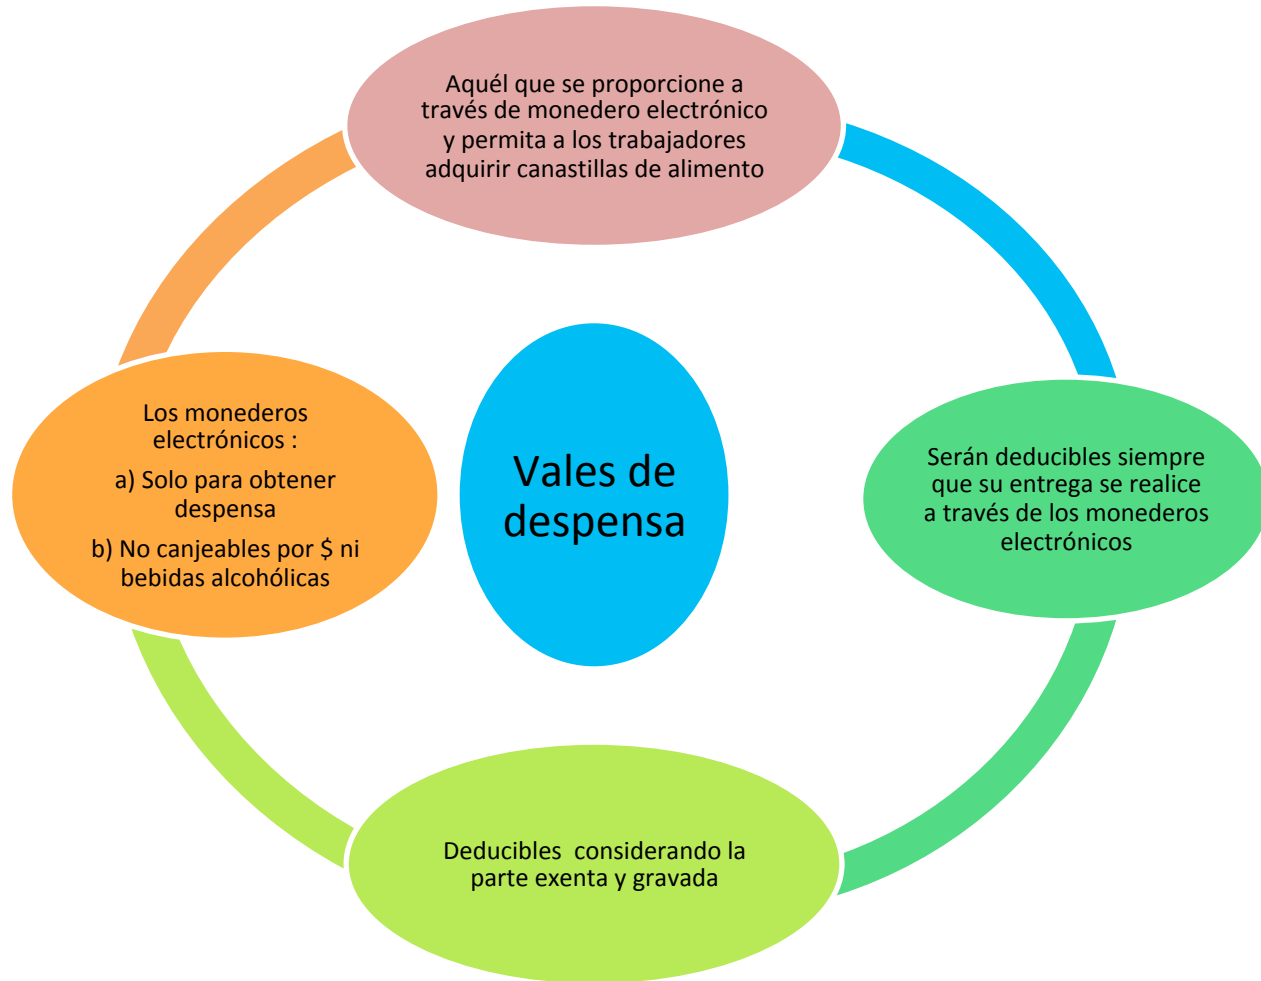 Aquél que se proporcione a
través de monedero electrónico
y permita a los trabajadores
adquirir canastillas de alimento
Los monederos
electrónicos :
a) Solo para obtener
despensa
b) No canjeables por $ ni
bebidas alcohólicas
Vales de
despensa
Serán deducibles siempre
que su entrega se realice
a través de los monederos
electrónicos
Deducibles  considerando la
parte exenta y gravada